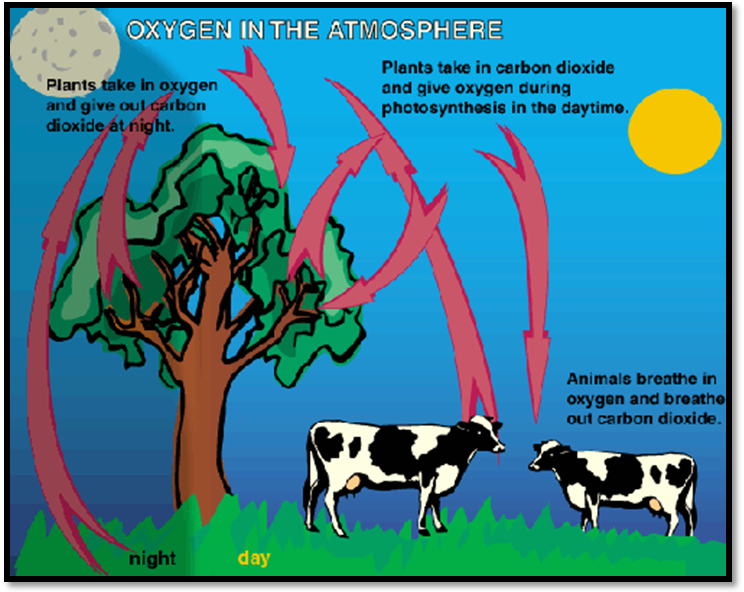 OXYGEN IN THE ATMOSPHERE
Plants take in oxygen
and give out carbon
dioxide at night.
Plants take in carbon dioxide
and give oxygen during
photosynthesis in the daytime.
Animals breathe in
oxygen and breathe
out carbon dioxide.
night
day